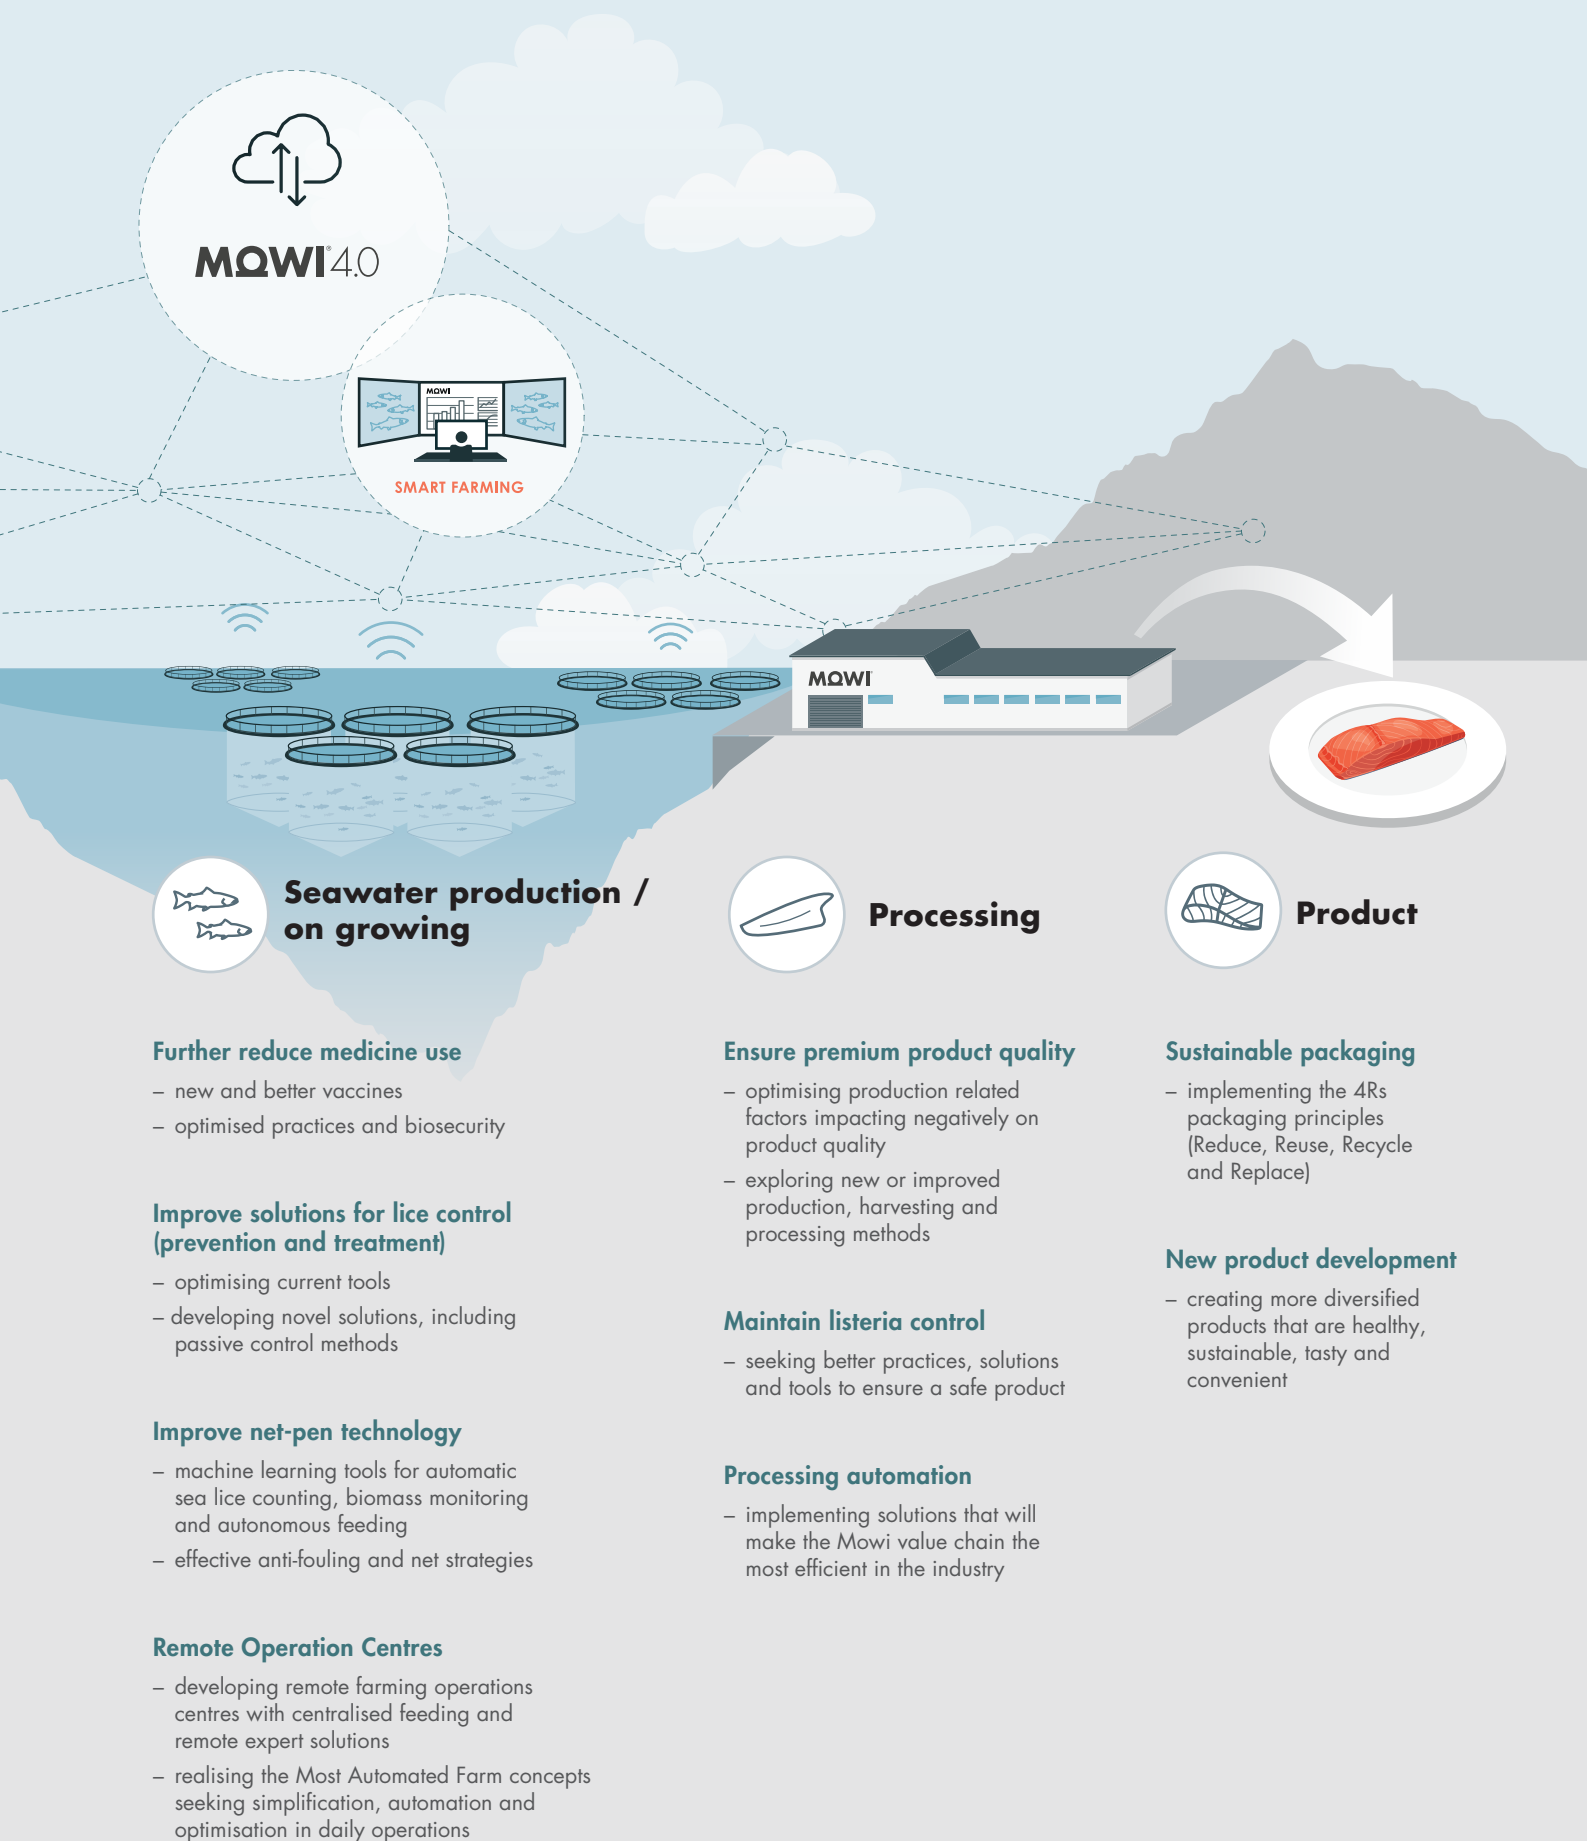 MOWI® 4.0
MOWI
SMART FARMING
MOWI®
Seawater production /
on growing
Further reduce medicine use
– new and better vaccines
– optimised practices and biosecurity
Improve solutions for lice control
(prevention and treatment)
– optimising current tools
– developing novel solutions, including
passive control methods
Improve net-pen technology
– machine learning tools for automatic
sea lice counting, biomass monitoring
and autonomous feeding
– effective anti-fouling and net strategies
Remote Operation Centres
– developing remote farming operations
centres with centralised feeding and
remote expert solutions
– realising the Most Automated Farm concepts
seeking simplification, automation and
optimisation in daily operations
Processing
Ensure premium product quality
– optimising production related
factors impacting negatively on
product quality
– exploring new or improved
production, harvesting and
processing methods
Maintain listeria control
– seeking better practices, solutions
and tools to ensure a safe product
Processing automation
– implementing solutions that will
make the Mowi value chain the
most efficient in the industry
Product
Sustainable packaging
– implementing the 4Rs
packaging principles
(Reduce, Reuse, Recycle
and Replace)
New product development
– creating more diversified
products that are healthy,
sustainable, tasty and
convenient